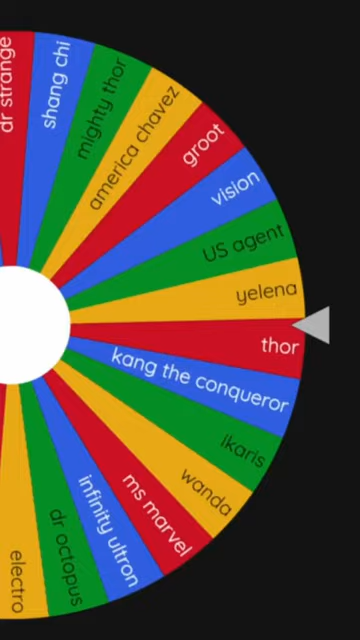 dr strange
shang chi
mighty thor
america chavez
groot
vision
US agent
yelena
thor
kang the conqueror
ikaris
wanda
ms marvel
infinity ultron
dr octopus
electro